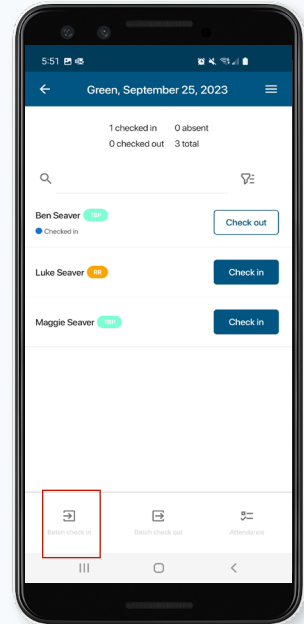 5:51
Green, September 25, 2023
1 checked in 0 absent
0 checked out 3 total
Ben Seaver TBP
Checked in
Check out
Luke Seaver RR
Check in
Maggie Seaver TBP
Check in
Batch check in Batch check out Attendance